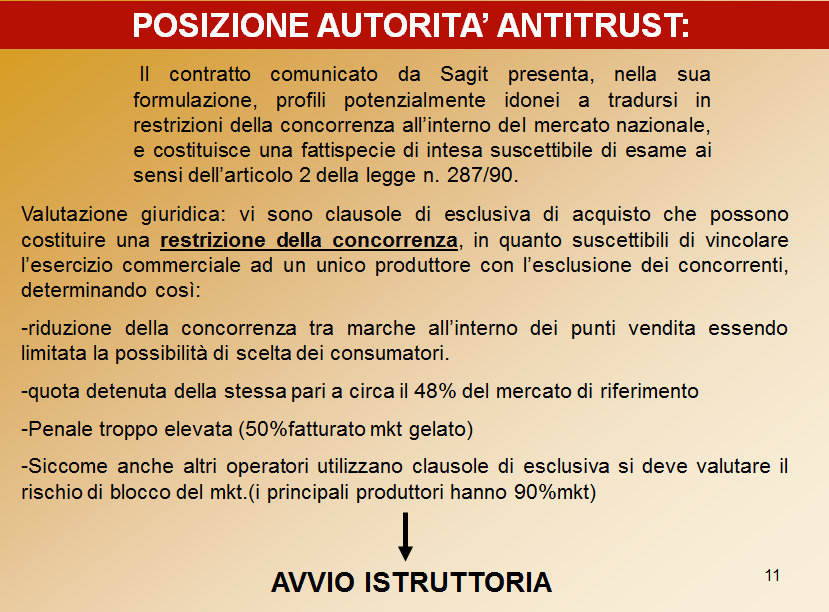 POSIZIONE AUTORITA’ ANTITRUST:
Il contratto comunicato da Sagit presenta, nella sua
formulazione, profili potenzialmente idonei a tradursi in
restrizioni della concorrenza all’interno del mercato nazionale,
e costituisce una fattispecie di intesa suscettibile di esame ai
sensi dell’articolo 2 della legge n. 287/90.
Valutazione giuridica: vi sono clausole di esclusiva di acquisto che possono
costituire una restrizione della concorrenza, in quanto suscettibili di vincolare
l’esercizio commerciale ad un unico produttore con l’esclusione dei concorrenti,
determinando così:
-riduzione della concorrenza tra marche all’interno dei punti vendita essendo
limitata la possibilità di scelta dei consumatori.
-quota detenuta della stessa pari a circa il 48% del mercato di riferimento
-Penale troppo elevata (50%fatturato mkt gelato)
-Siccome anche altri operatori utilizzano clausole di esclusiva si deve valutare il
rischio di blocco del mkt.(i principali produttori hanno 90%mkt)
AVVIO ISTRUTTORIA
11